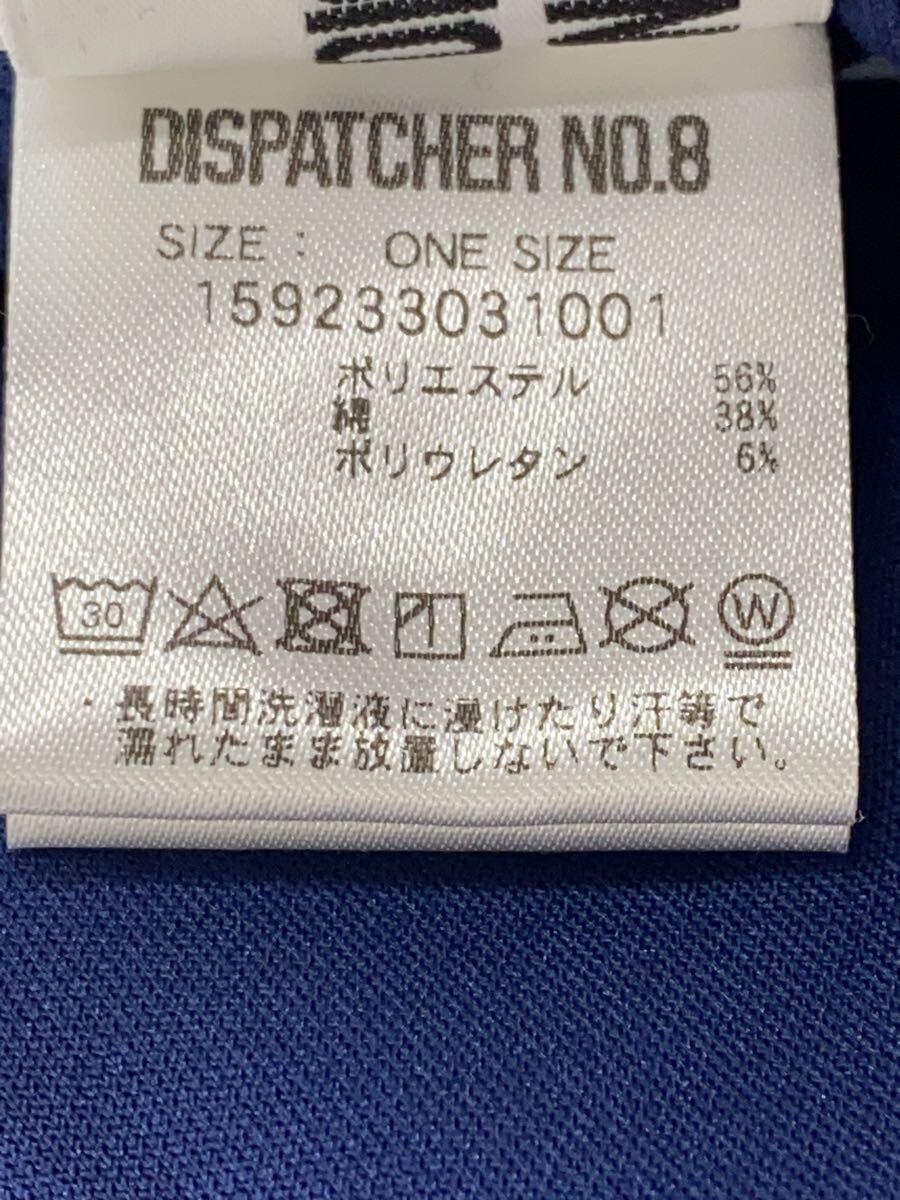 DISPATCHER NO.8
SIZE : ONE SIZE
159233031001
ポリエステル 56%
綿 38%
ポリウレタン 6%
30
W
・長時間洗濯液に浸けたり汗等で
濡れたまま放置しないで下さい。